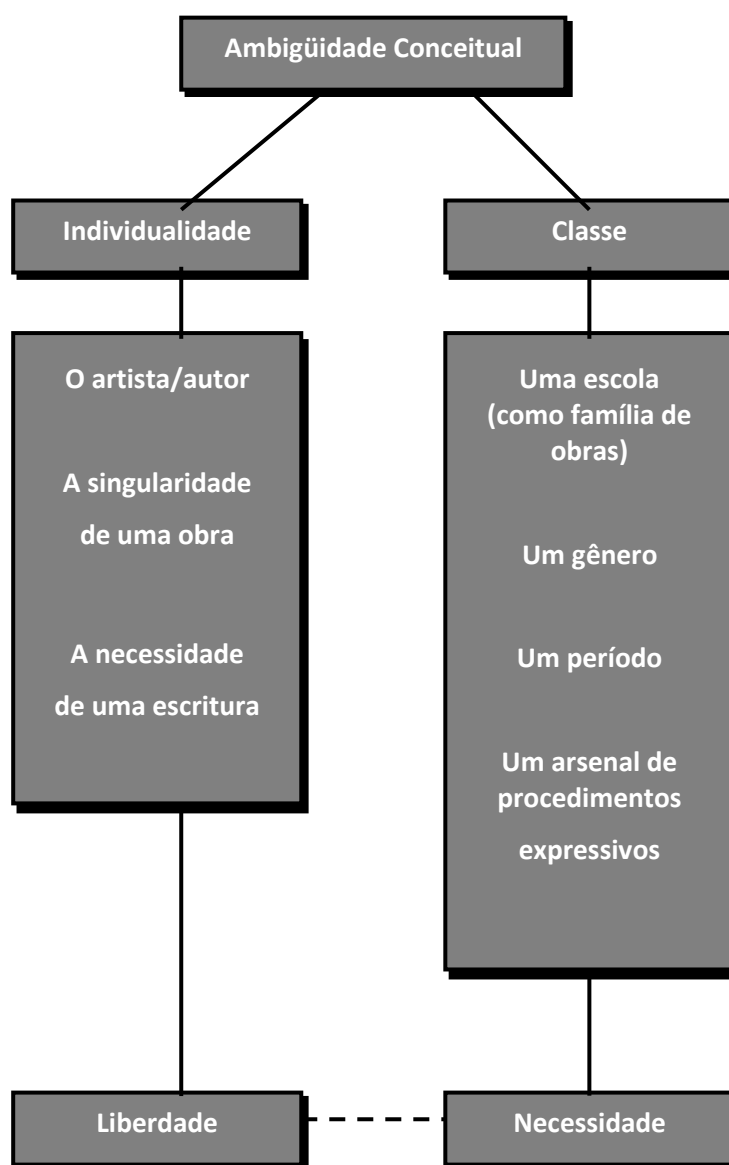 Ambigüidade Conceitual
Individualidade
Classe
O artista/autor
A singularidade
de uma obra
A necessidade
de uma escritura
Uma escola
(como família de
obras)
Um gênero
Um período
Um arsenal de
procedimentos
expressivos
Liberdade
Necessidade